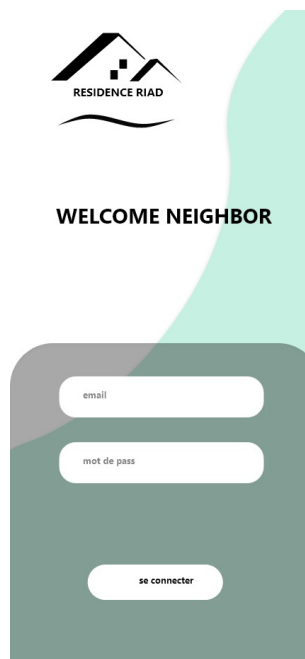 RESIDENCE RIAD
WELCOME NEIGHBOR
email
mot de pass
se connecter